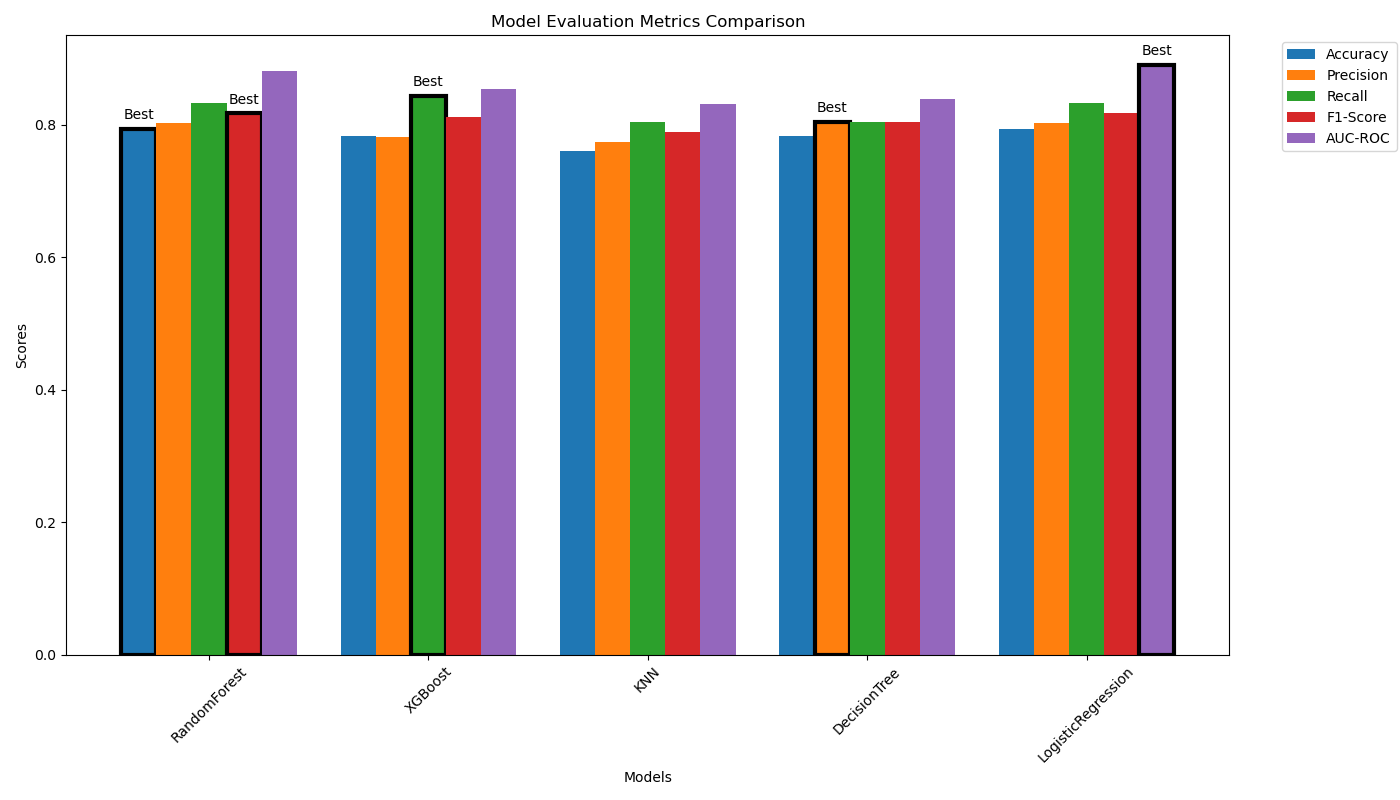 Model Evaluation Metrics Comparison
Best
Best
Best
Best
Best
Accuracy
Precision
Recall
F1-Score
AUC-ROC
Scores
0.8
0.6
0.4
0.2
0.0
RandomForest
XGBoost
KNN
DecisionTree
LogisticRegression
Models